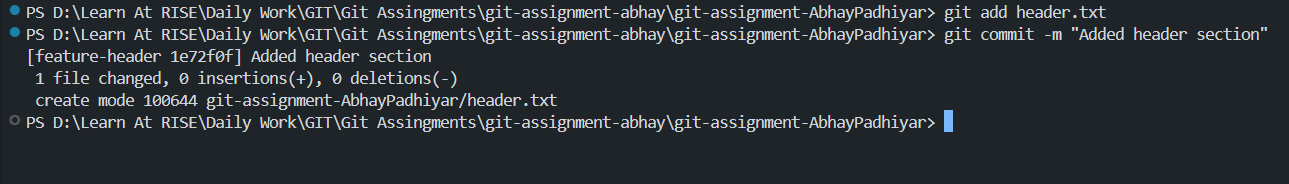 PS D:\Learn At RISE\Daily Work\GIT\Git Assingments\git-assignment-abhay\git-assignment-AbhayPadhiyar> git add header.txt
PS D:\Learn At RISE\Daily Work\GIT\Git Assingments\git-assignment-abhay\git-assignment-AbhayPadhiyar> git commit -m "Added header section"
[feature-header 1e72f0f] Added header section
 1 file changed, 0 insertions(+), 0 deletions(-)
 create mode 100644 git-assignment-AbhayPadhiyar/header.txt
PS D:\Learn At RISE\Daily Work\GIT\Git Assingments\git-assignment-abhay\git-assignment-AbhayPadhiyar>